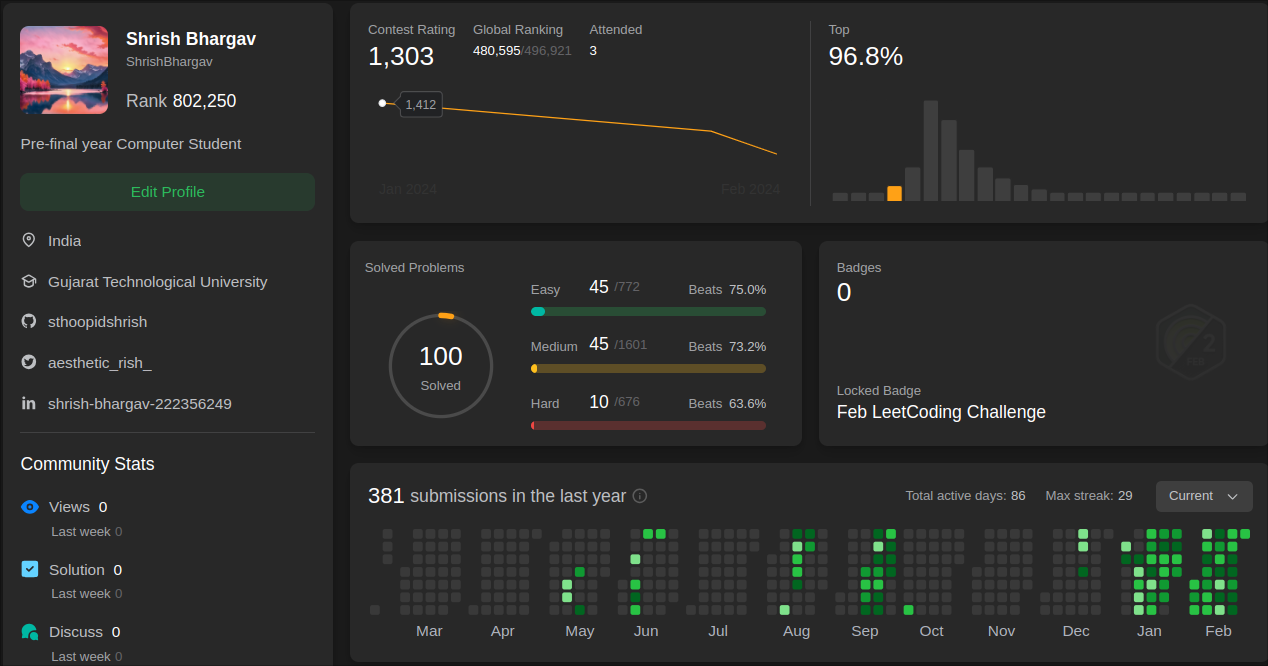 Shrish Bhargav
ShrishBhargav
Rank 802,250
Pre-final year Computer Student
Edit Profile
India
Gujarat Technological University
sthoopidshrish
aesthetic_rish_
shrish-bhargav-222356249
Community Stats
Views 0
Last week 0
Solution 0
Last week 0
Discuss 0
Last week 0
Contest Rating
1,303
Global Ranking
480,595/496,921
Attended
3
1,412
Jan 2024
Feb 2024
Top
96.8%
Solved Problems
100
Solved
Easy 45 /772 Beats 75.0%
Medium 45 /1601 Beats 73.2%
Hard 10 /676 Beats 63.6%
Badges
0
2
FEB
Locked Badge
Feb LeetCoding Challenge
381 submissions in the last year
Total active days: 86
Max streak: 29
Current
Mar Apr May Jun Jul Aug Sep Oct Nov Dec Jan Feb